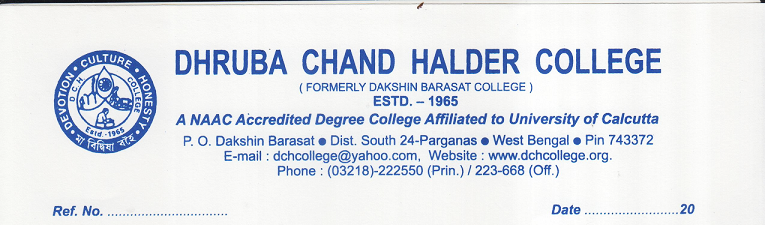 DEVOTION • CULTURE • HONESTY
D C H COLLEGE
Estd.-1965
মা বিদ্বিষা বহৈ
DHRUBA CHAND HALDER COLLEGE
( FORMERLY DAKSHIN BARASAT COLLEGE )
ESTD. – 1965
A NAAC Accredited Degree College Affiliated to University of Calcutta
P. O. Dakshin Barasat ● Dist. South 24-Parganas ● West Bengal ● Pin 743372
E-mail : dchcollege@yahoo.com, Website : www.dchcollege.org.
Phone : (03218)-222550 (Prin.) / 223-668 (Off.)
Ref. No. ............................... Date ........................20